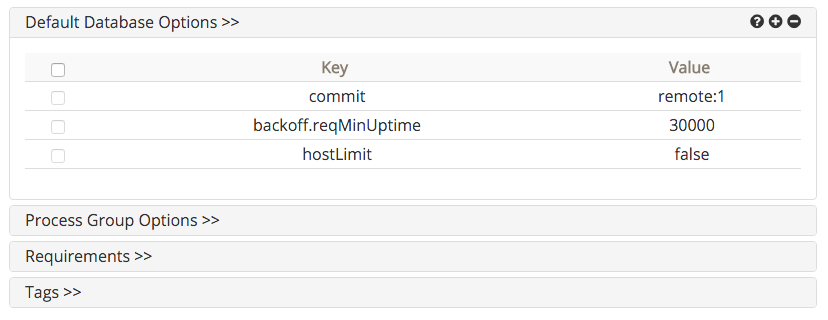 Default Database Options >>
Key Value
commit remote:1
backoff.reqMinUptime 30000
hostLimit false
Process Group Options >>
Requirements >>
Tags >>